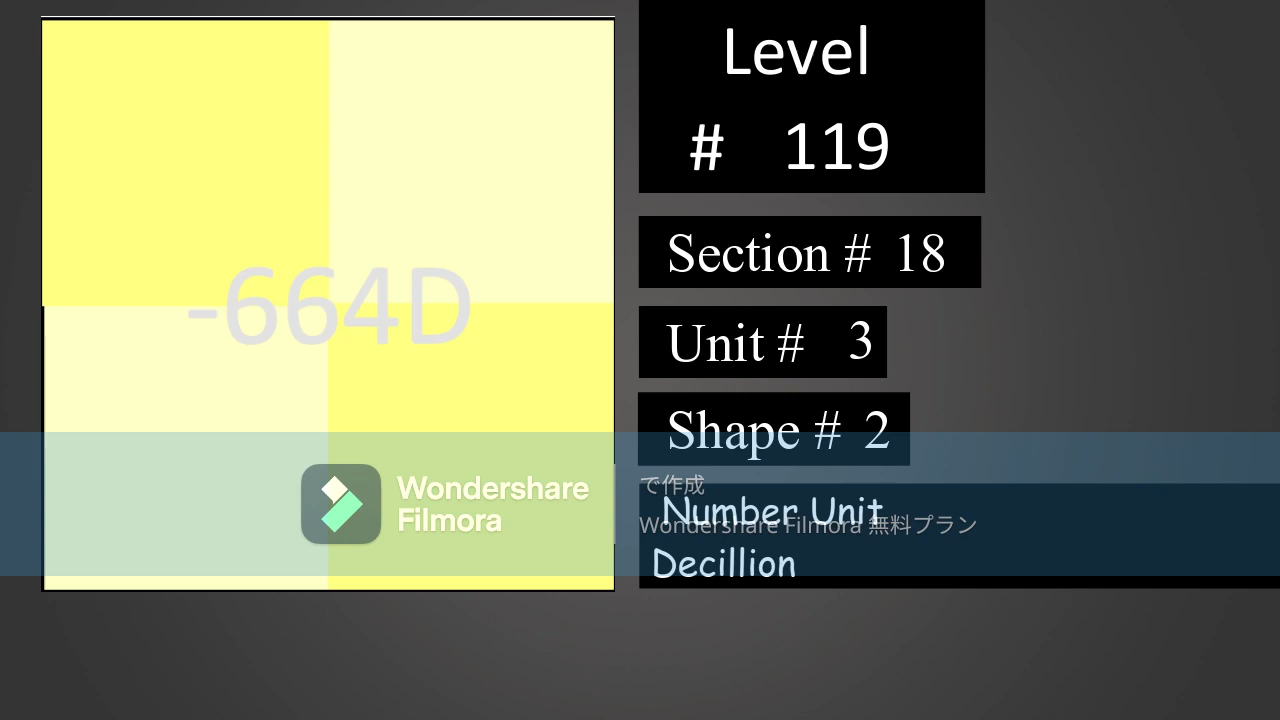 -664D
Level
# 119
Section # 18
Unit # 3
Shape # 2
Number Unit
Decillion
Wondershare
Filmora
で作成
Wondershare Filmora 無料プラン